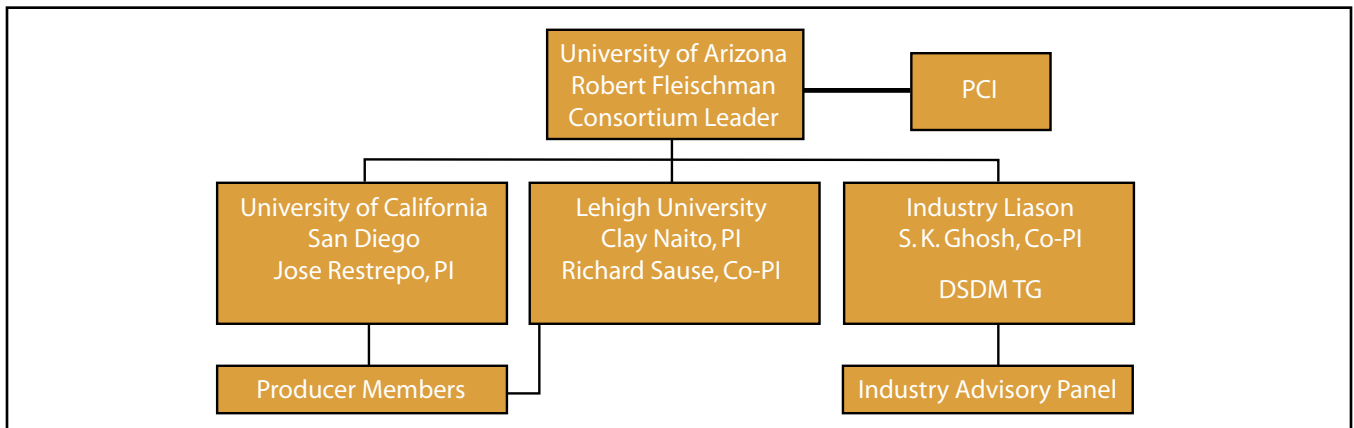 University of Arizona
Robert Fleischman
Consortium Leader
PCI
University of California
San Diego
Jose Restrepo, PI
Lehigh University
Clay Naito, PI
Richard Sause, Co-PI
Industry Liason
S. K. Ghosh, Co-PI
DSDM TG
Producer Members
Industry Advisory Panel